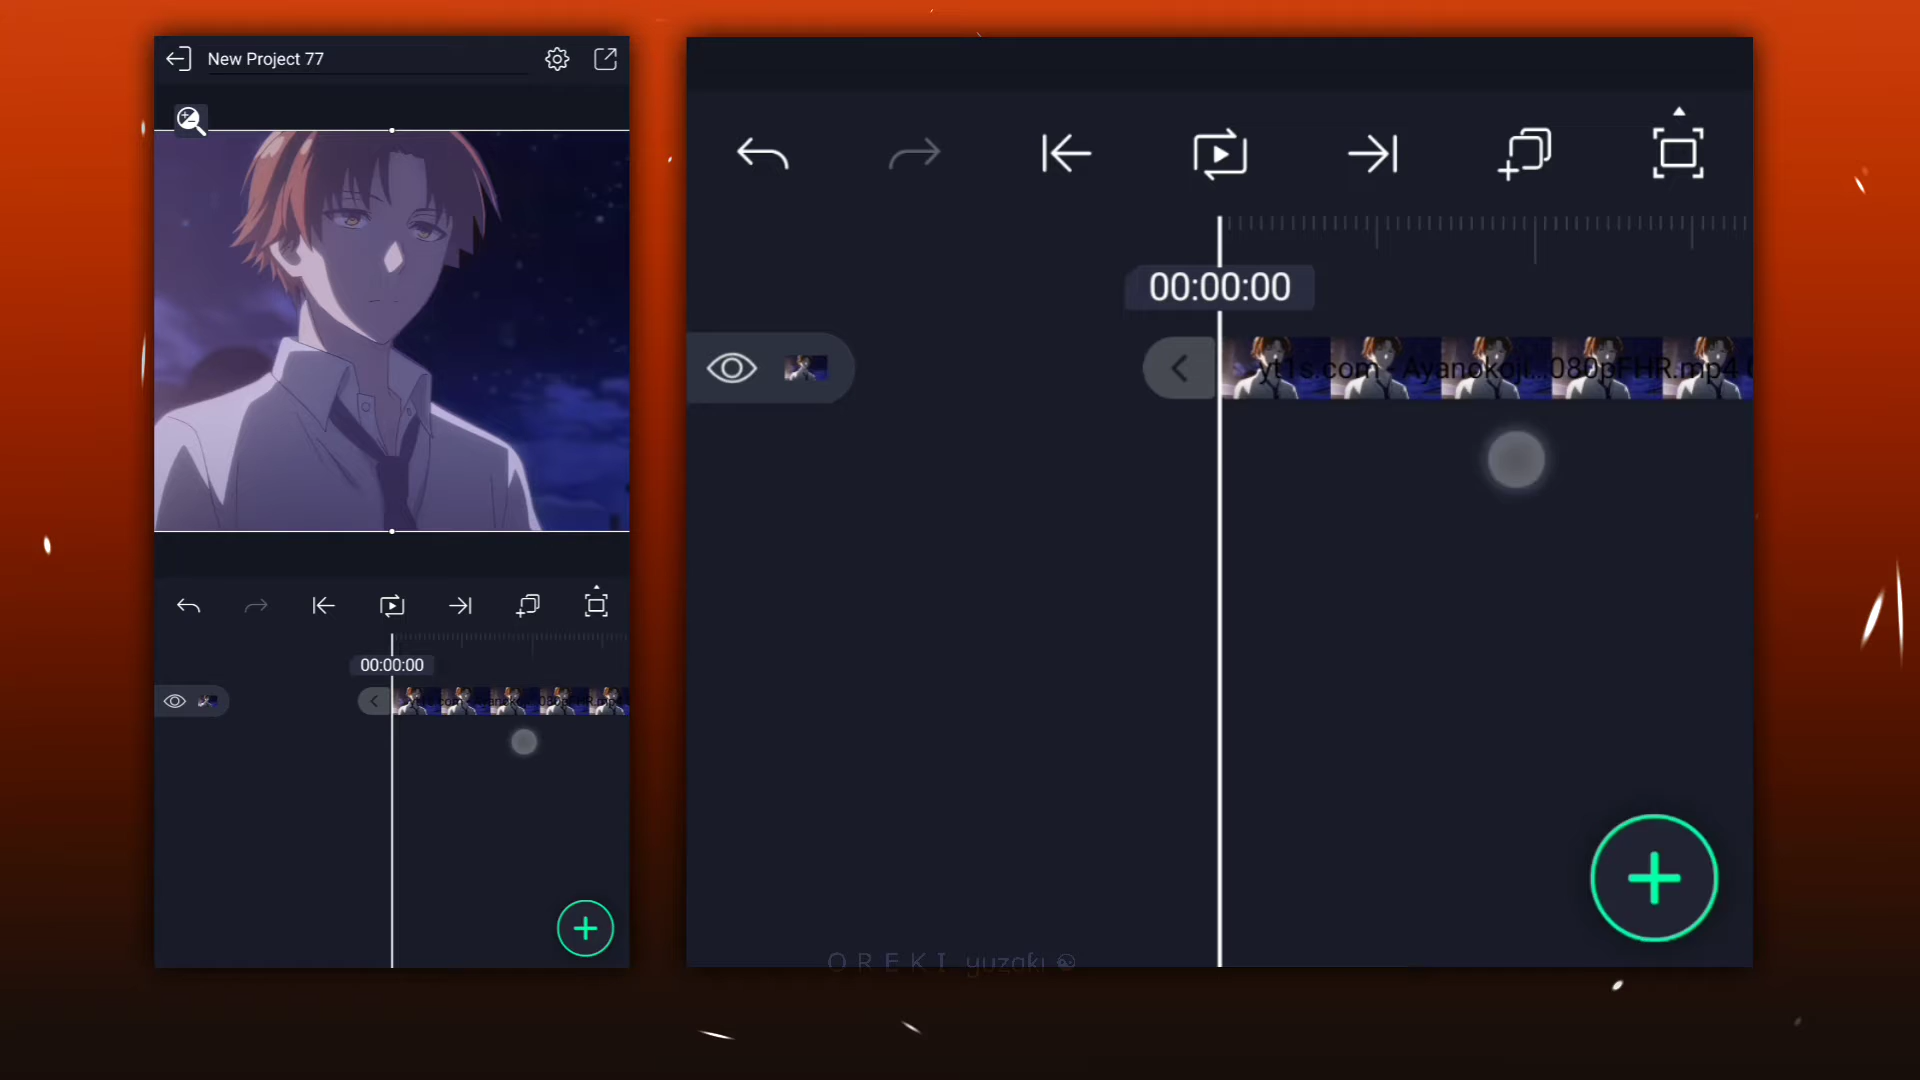 New Project 77
00:00:00
00:00:00
yt1s.com - Ayanokoji...080pFHR.mp4
O R E K I yuzaki